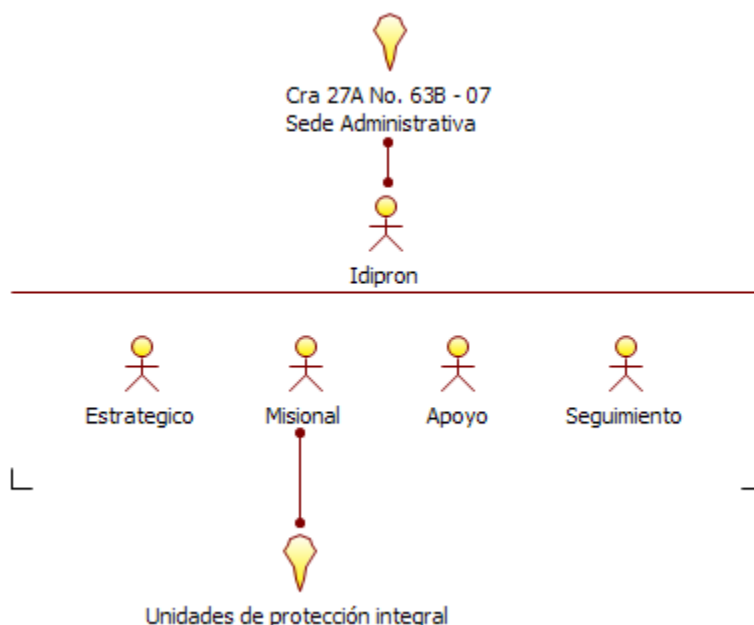 Cra 27A No. 63B - 07
Sede Administrativa
Idipron
Estrategico
Misional
Apoyo
Seguimiento
Unidades de protección integral